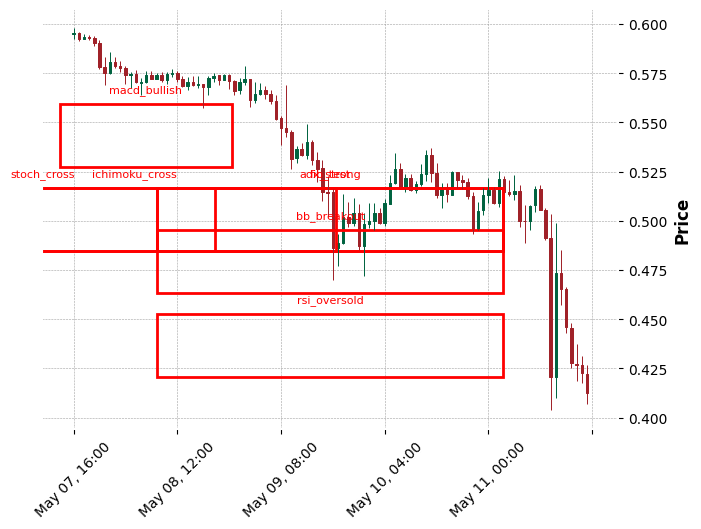 0.600
0.575
macd_bullish
0.550
0.525
stoch_cross
ichimoku_cross
0.500
bb_breakout
Price
0.475
0.450
rsi_oversold
0.425
0.400
May 07, 16:00
May 08, 12:00
May 09, 08:00
May 10, 04:00
May 11, 00:00